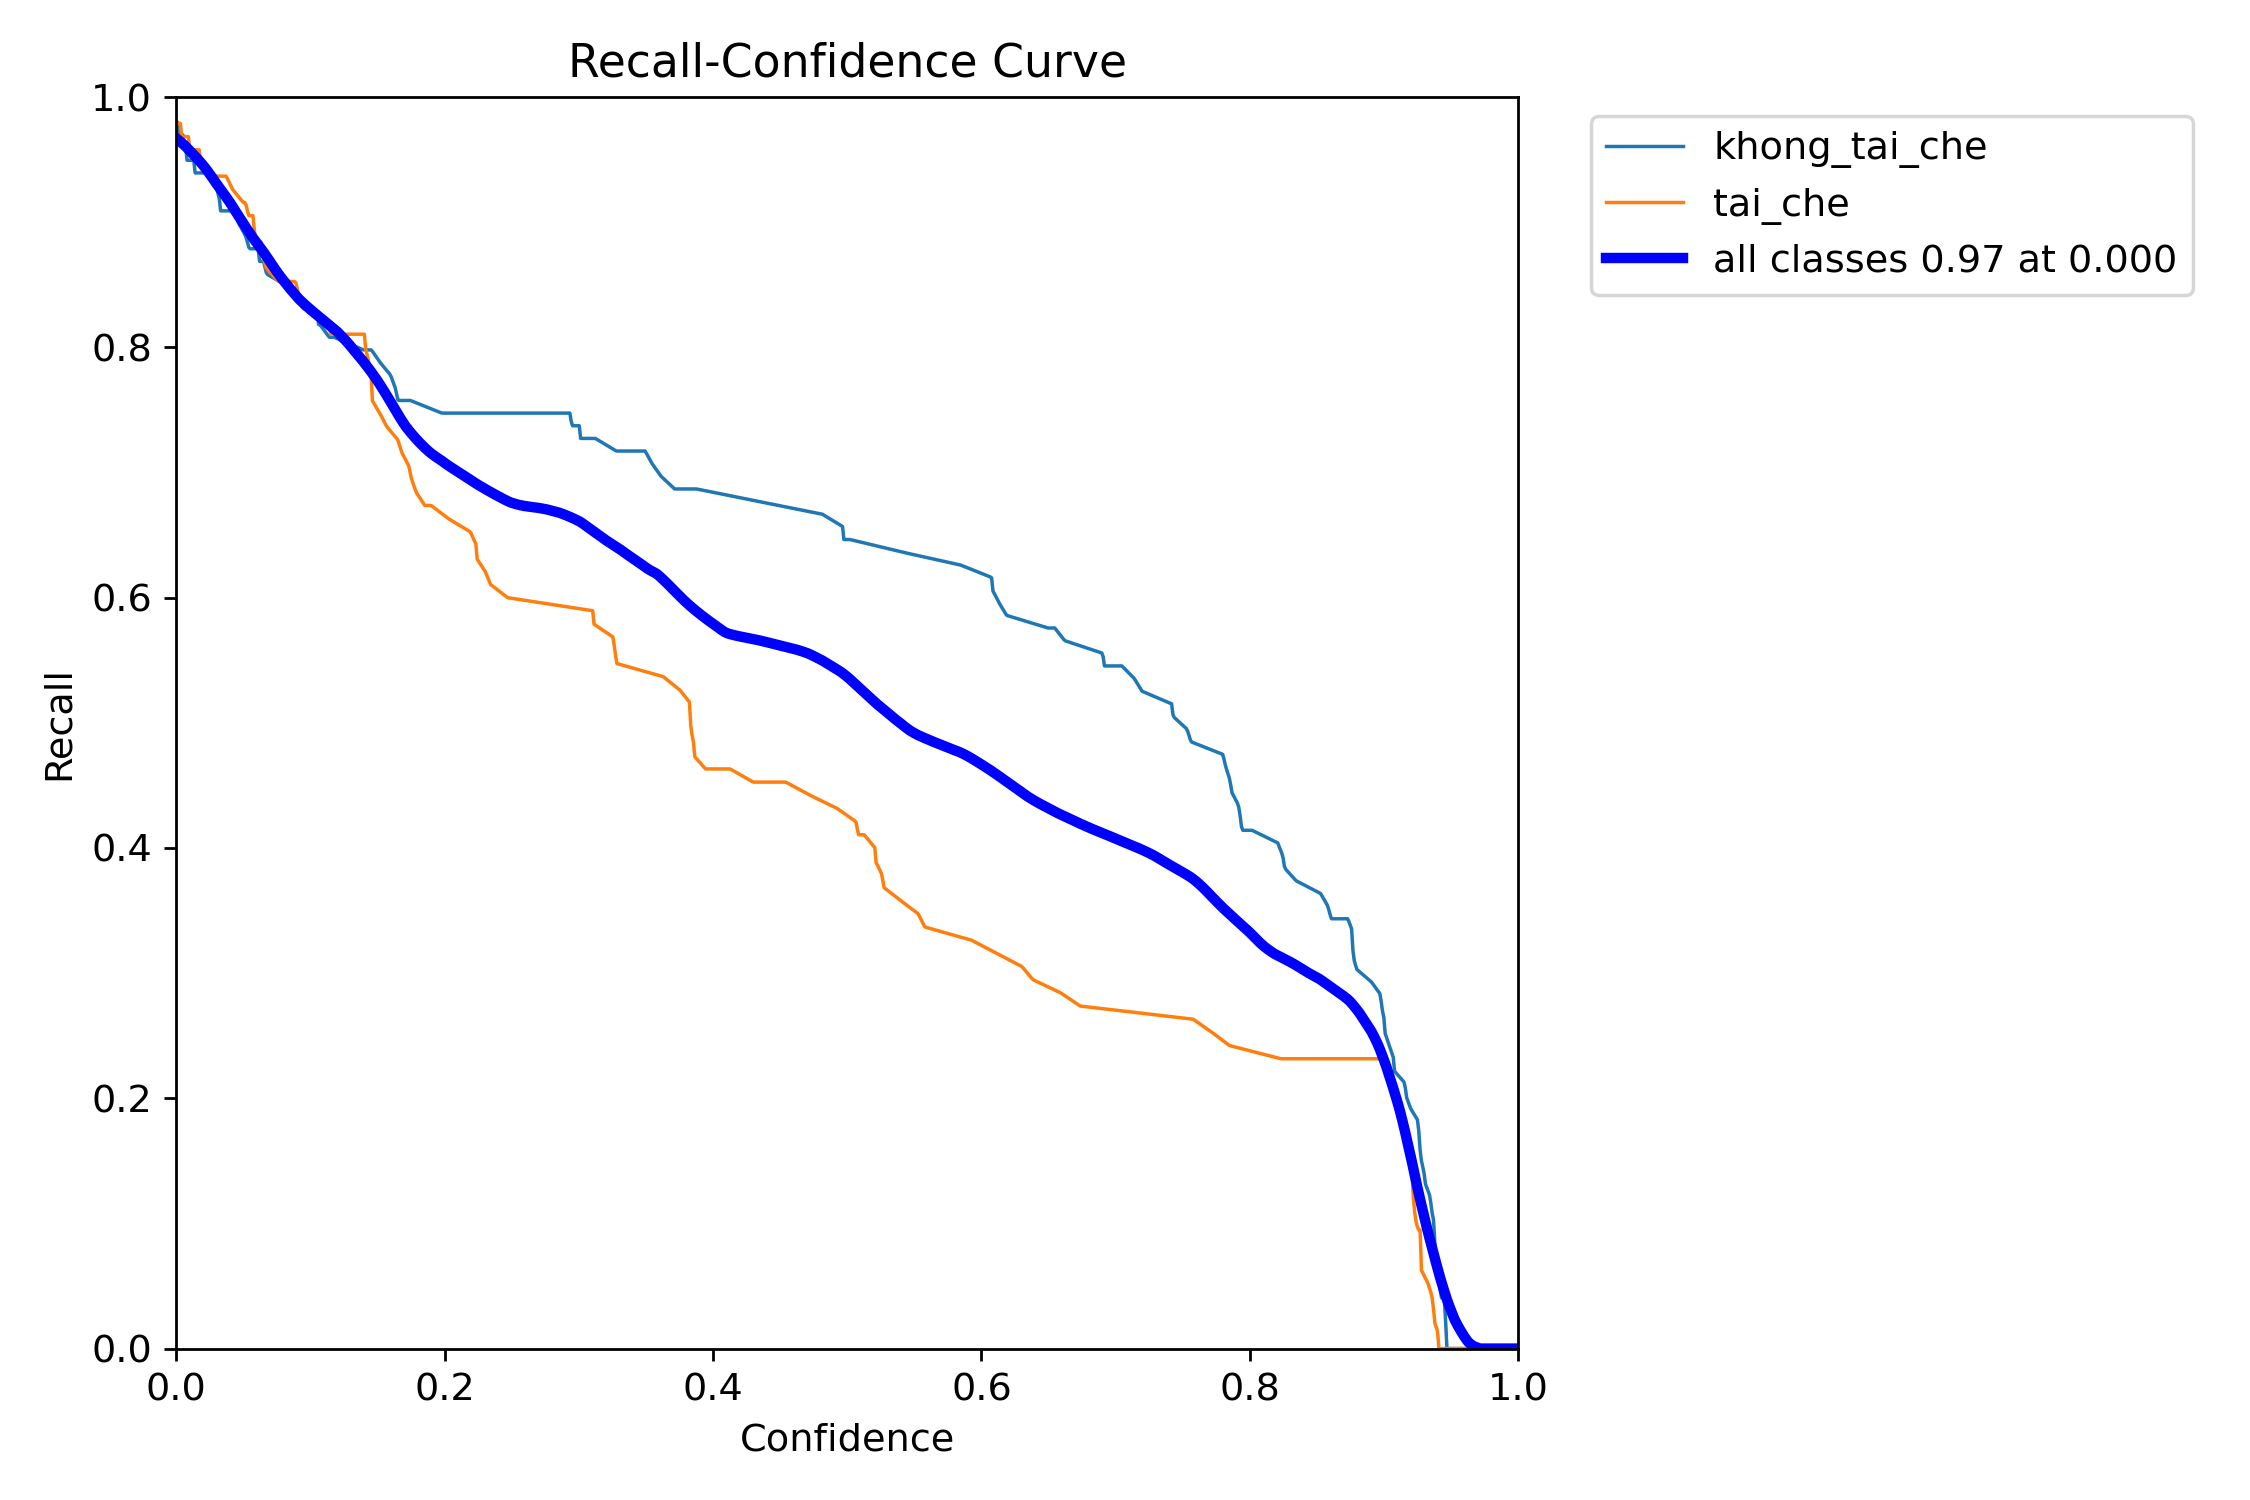 Recall-Confidence Curve
1.0
0.8
0.6
0.4
0.2
0.0
Recall
0.0 0.2 0.4 0.6 0.8 1.0
Confidence
khong_tai_che
tai_che
all classes 0.97 at 0.000